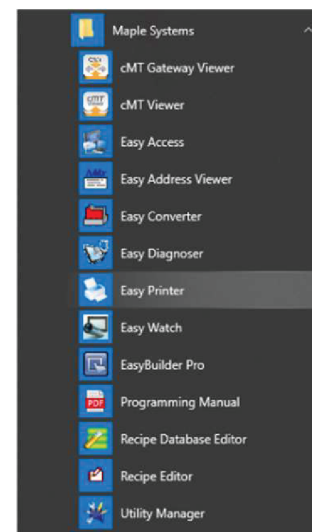 Maple Systems
cMT Gateway Viewer
cMT Viewer
Easy Access
Easy Address Viewer
Easy Converter
Easy Diagnoser
Easy Printer
Easy Watch
EasyBuilder Pro
PDF
Programming Manual
Recipe Database Editor
Recipe Editor
Utility Manager